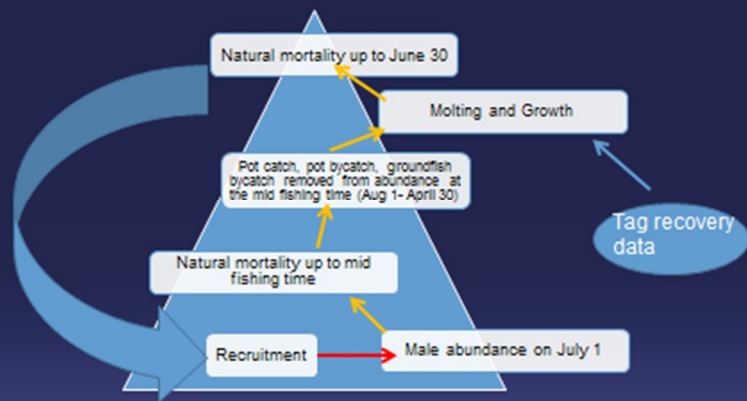 Natural mortality up to June 30
Molting and Growth
Pot catch, pot bycatch, groundfish
bycatch removed from abundance at
the mid fishing time (Aug 1- April 30)
Tag recovery
data
Natural mortality up to mid
fishing time
Recruitment
Male abundance on July 1